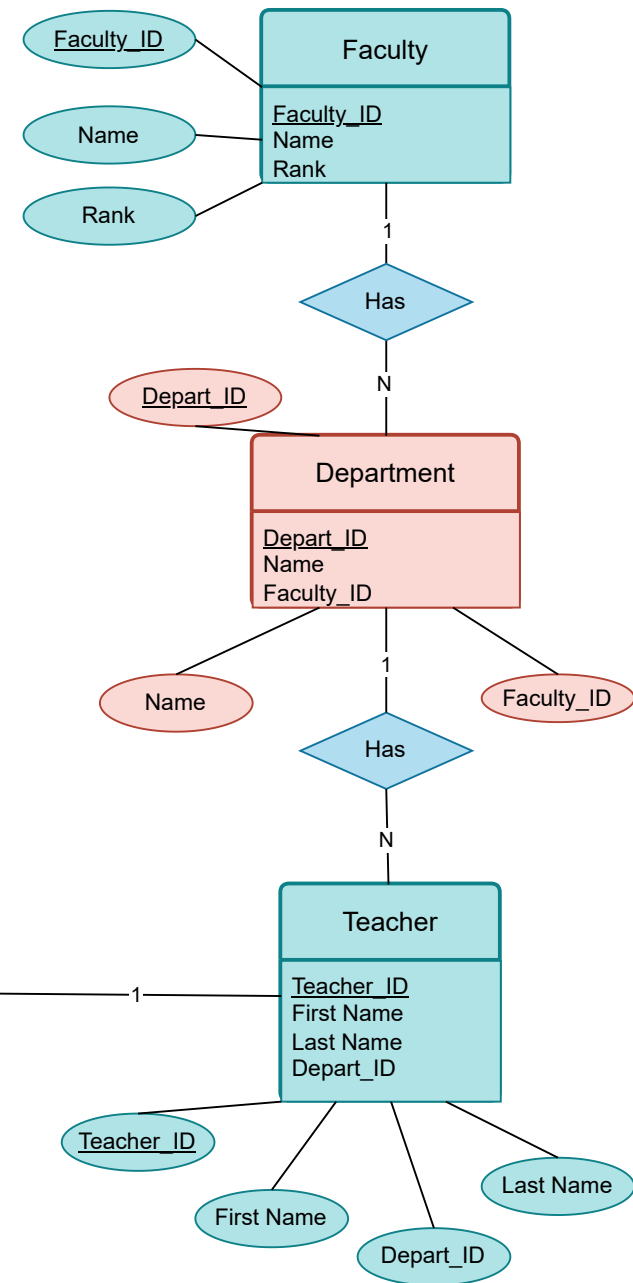 Faculty_ID
Name
Rank
Faculty
Faculty_ID
Name
Rank
1
Has
N
Depart_ID
Department
Depart_ID
Name
Faculty_ID
Name
1
Faculty_ID
Has
N
Teacher
Teacher_ID
First Name
Last Name
Depart_ID
1
Teacher_ID
First Name
Depart_ID
Last Name